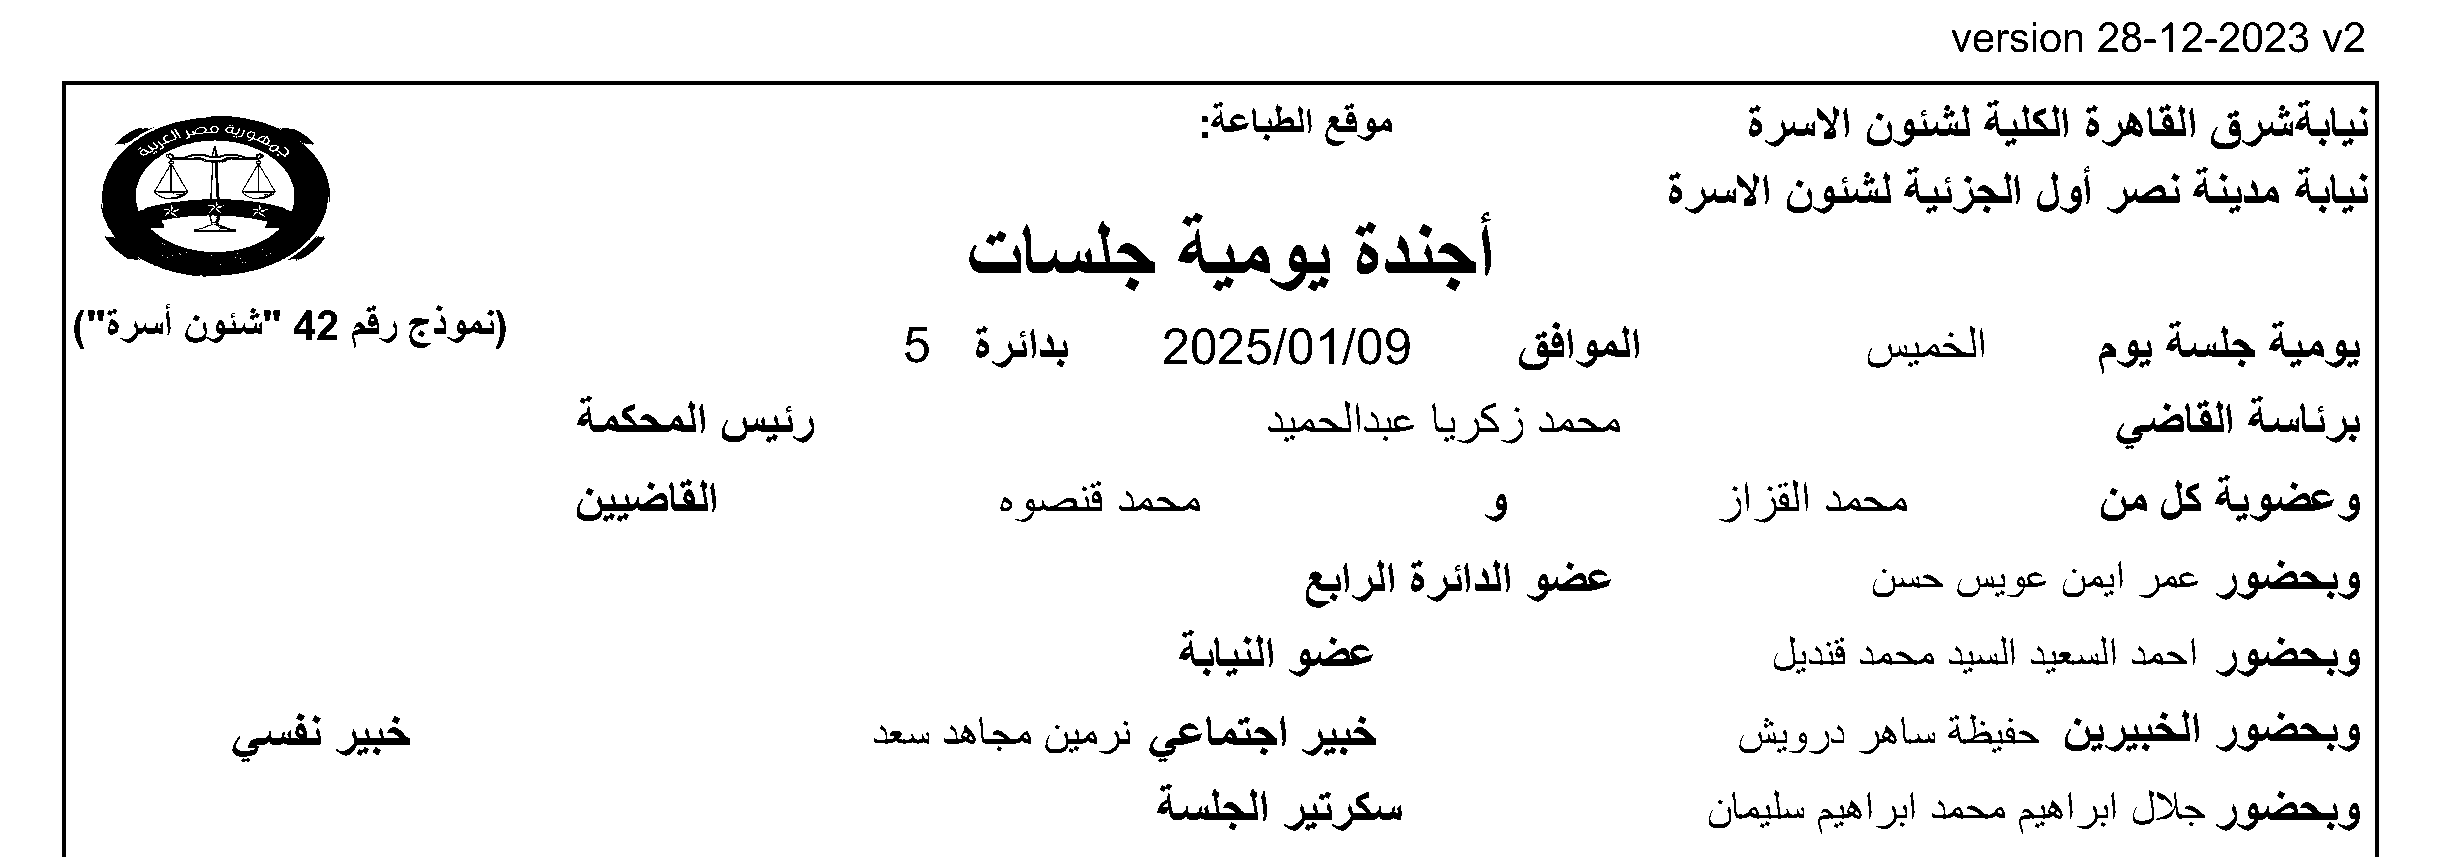 version 28-12-2023 v2
نيابةشرق القاهرة الكلية لشئون الاسرة موقع الطباعة:
جمهورية مصر العربية
نيابة مدينة نصر أول الجزئية لشئون الاسرة
أجندة يومية جلسات
(نموذج رقم 42 "شئون أسرة")
يومية جلسة يوم الخميس الموافق 2025/01/09 بدائرة 5
برئاسة القاضي محمد زكريا عبدالحميد رئيس المحكمة
وعضوية كل من محمد القزاز و محمد قنصوه القاضيين
وبحضور عمر ايمن عويس حسن عضو الدائرة الرابع
وبحضور احمد السعيد السيد محمد قنديل عضو النيابة
وبحضور الخبيرين حفيظة ساهر درويش خبير اجتماعي نرمين مجاهد سعد خبير نفسي
وبحضور جلال ابراهيم محمد ابراهيم سليمان سكرتير الجلسة